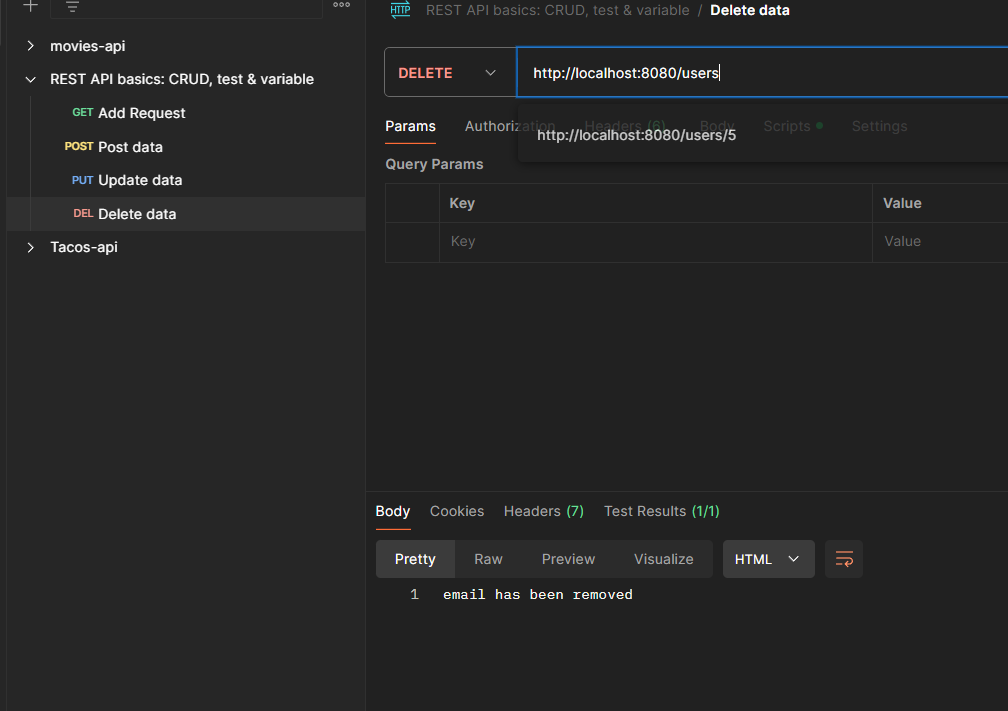 HTTP REST API basics: CRUD, test & variable / Delete data
movies-api
REST API basics: CRUD, test & variable
GET Add Request
POST Post data
PUT Update data
DEL Delete data
Tacos-api
DELETE http://localhost:8080/users
http://localhost:8080/users/5
Params Authorization Headers (6) Body Scripts Settings
Query Params
Key Value
Key Value
Body Cookies Headers (7) Test Results (1/1)
Pretty Raw Preview Visualize HTML
1 email has been removed